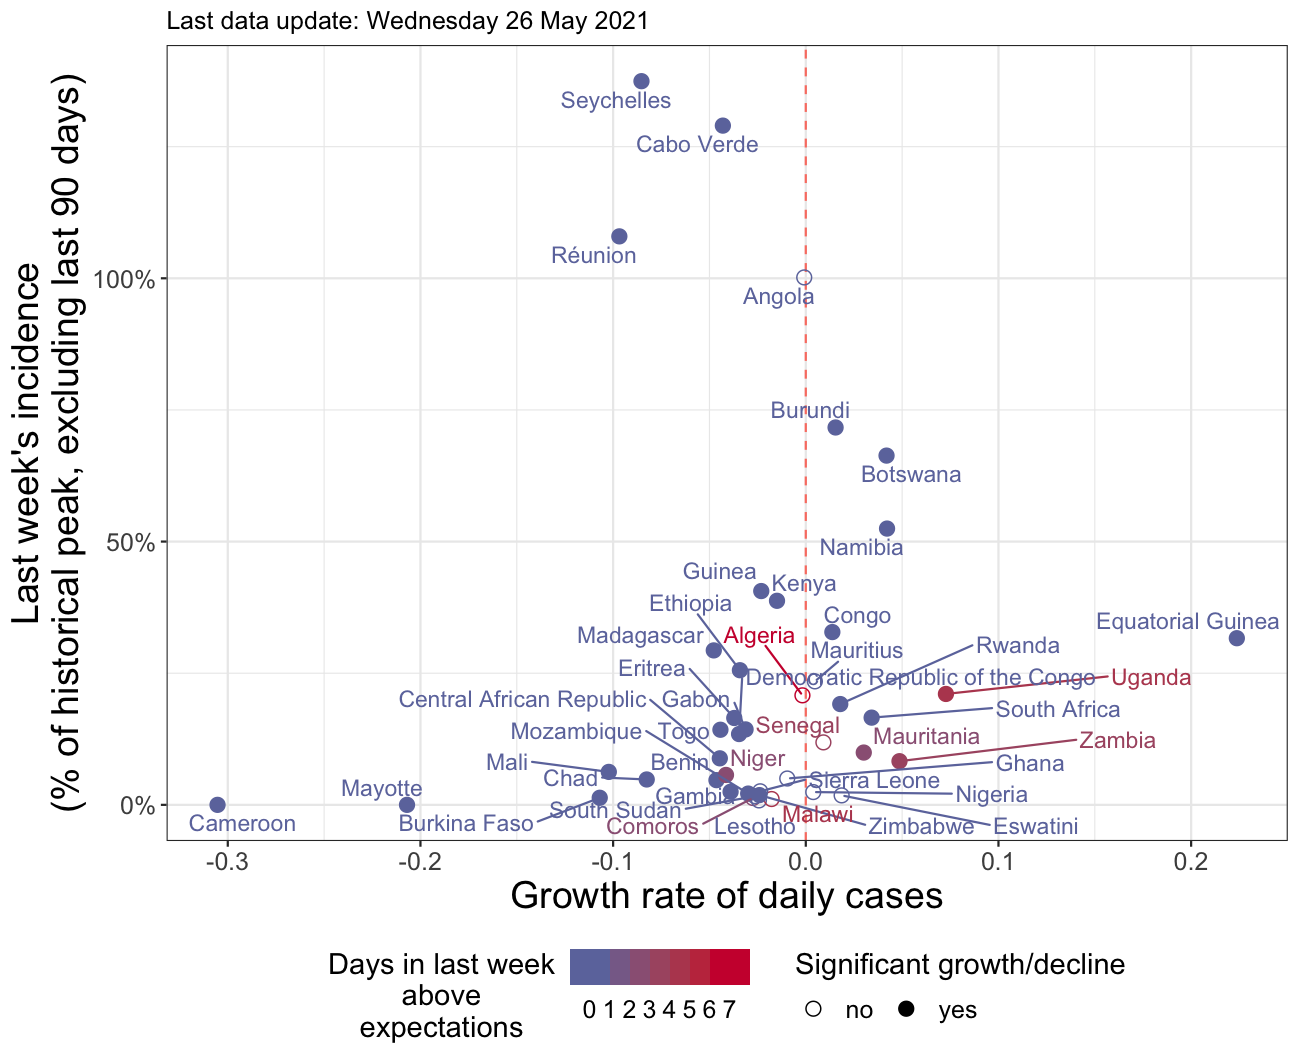 Last data update: Wednesday 26 May 2021
Last week's incidence
(% of historical peak, excluding last 90 days)
100%
50%
0%
Seychelles
Cabo Verde
Réunion
Angola
Burundi
Botswana
Namibia
Guinea
Kenya
Ethiopia
Congo
Equatorial Guinea
Madagascar
Algeria
Mauritius
Rwanda
Eritrea
Democratic Republic of the Congo
Uganda
Central African Republic
Gabon
South Africa
Mozambique
Togo
Senegal
Mauritania
Zambia
Mali
Benin
Niger
Ghana
Chad
Sierra Leone
Mayotte
Gambia
Nigeria
South Sudan
Malawi
Cameroon
Burkina Faso
Comoros
Lesotho
Zimbabwe
Eswatini
-0.3 -0.2 -0.1 0.0 0.1 0.2
Growth rate of daily cases
Days in last week
above
expectations
0 1 2 3 4 5 6 7
Significant growth/decline
no yes